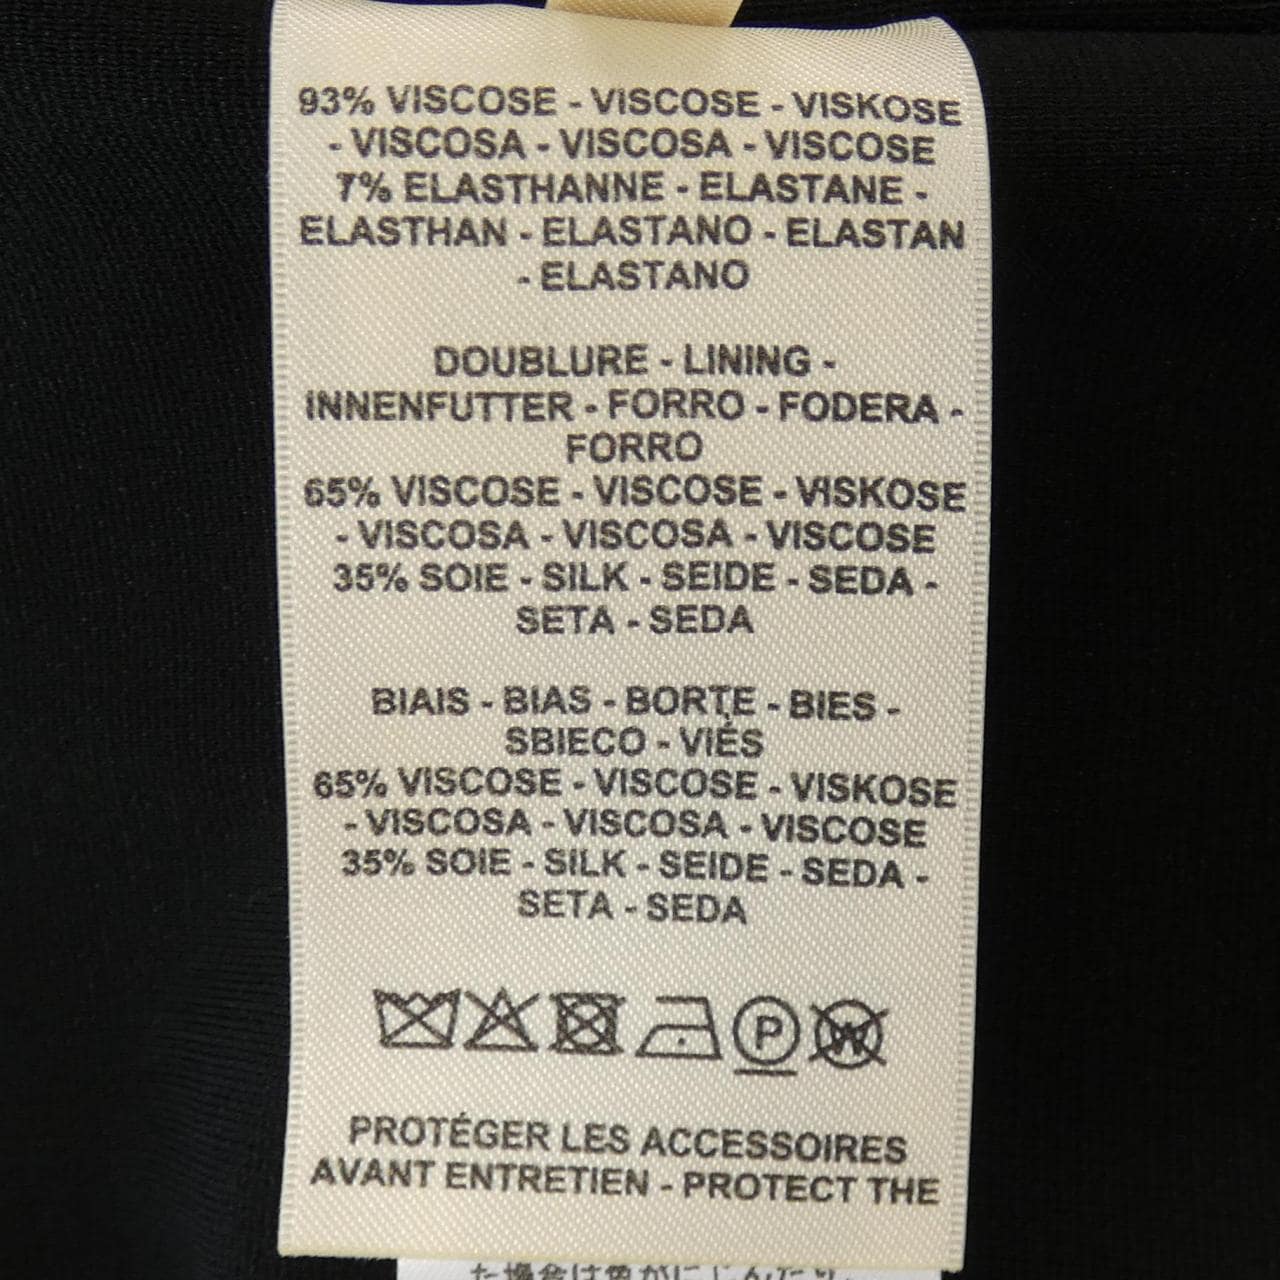 93% VISCOSE - VISCOSE - VISKOSE
- VISCOSA - VISCOSA - VISCOSE
7% ELASTHANNE - ELASTANE -
ELASTHAN - ELASTANO - ELASTAN
- ELASTANO
DOUBLURE - LINING -
INNENFUTTER - FORRO - FODERA -
FORRO
65% VISCOSE - VISCOSE - VISKOSE
- VISCOSA - VISCOSA - VISCOSE
35% SOIE - SILK - SEIDE - SEDA -
SETA - SEDA
BIAIS - BIAS - BORTE - BIES -
SBIECO - VIÉS
65% VISCOSE - VISCOSE - VISKOSE
- VISCOSA - VISCOSA - VISCOSE
35% SOIE - SILK - SEIDE - SEDA -
SETA - SEDA
P W
PROTÉGER LES ACCESSOIRES
AVANT ENTRETIEN - PROTECT THE